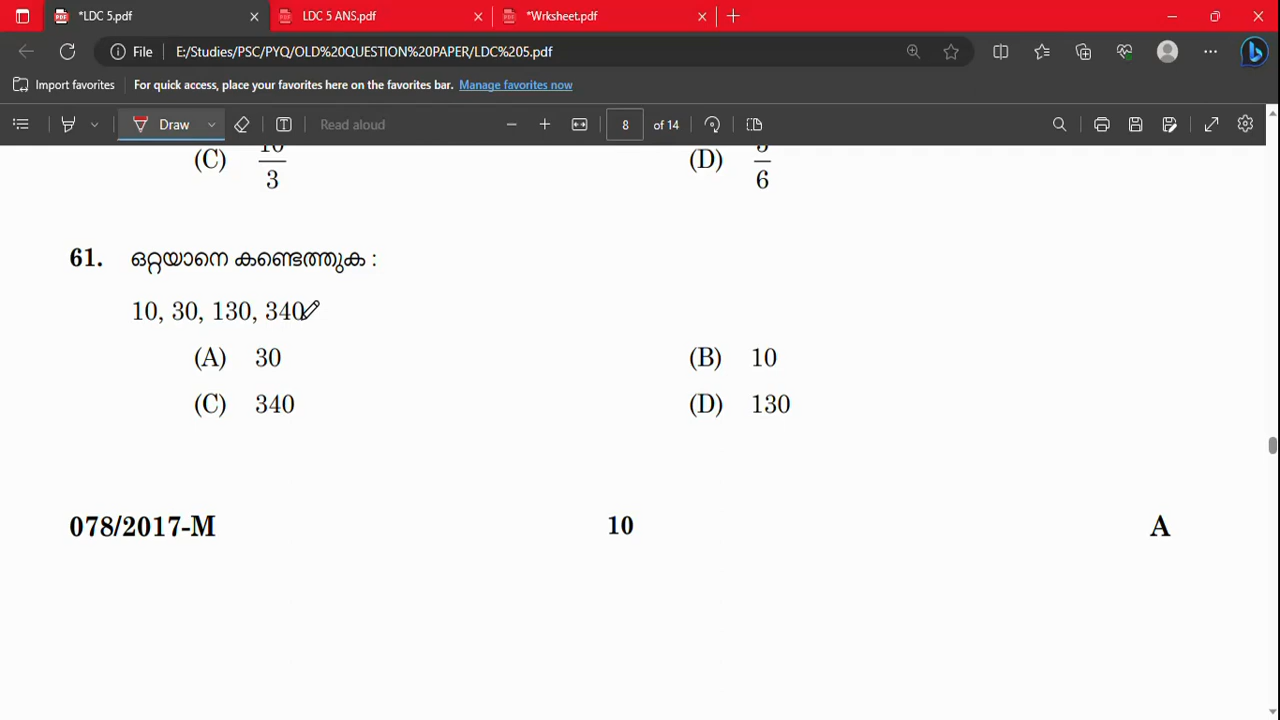 *LDC 5.pdf
LDC 5 ANS.pdf
*Wrksheet.pdf
File
E:/Studies/PSC/PYQ/OLD%20QUESTION%20PAPER/LDC%205.pdf
Import favorites
For quick access, place your favorites here on the favorites bar. Manage favorites now
Draw
Read aloud
8 of 14
(C) 10/3 (D) 5/6
61. ഒറ്റയാനെ കണ്ടെത്തുക :
10, 30, 130, 340
(A) 30 (B) 10
(C) 340 (D) 130
078/2017-M 10 A